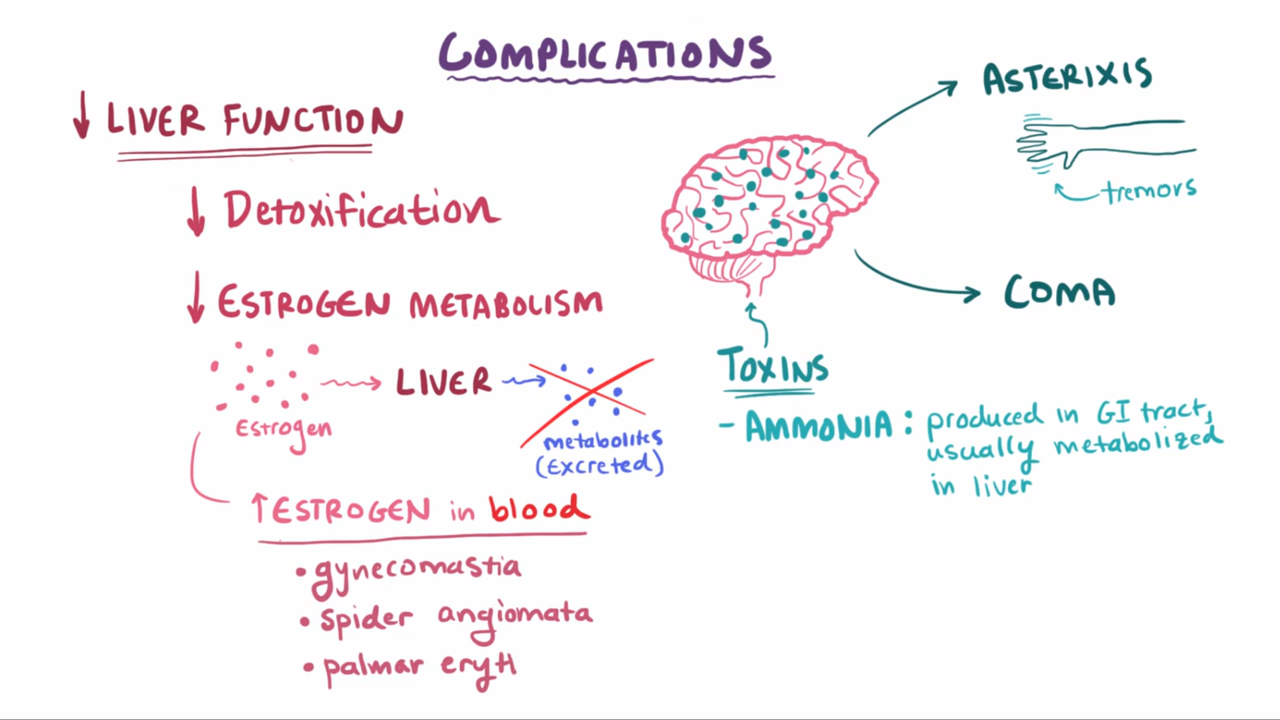 COMPLICATIONS
↓ LIVER FUNCTION
↓ Detoxification
↓ ESTROGEN METABOLISM
Estrogen
LIVER
metabolites
(Excreted)
↑ ESTROGEN in blood
• gynecomastia
• spider angiomata
• palmar eryt
ASTERIXIS
tremors
COMA
TOXINS
- AMMONIA: produced in GI tract,
usually metabolized
in liver